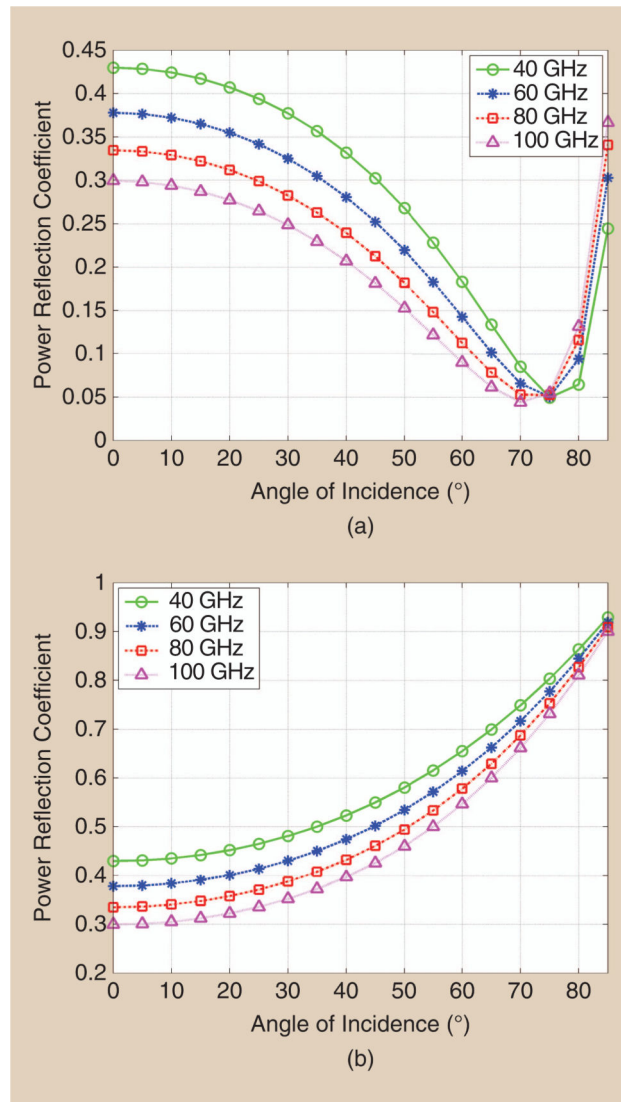 0.45
0.4
0.35
0.3
0.25
0.2
0.15
0.1
0.05
0
Power Reflection Coefficient
40 GHz
60 GHz
80 GHz
100 GHz
0 10 20 30 40 50 60 70 80
Angle of Incidence (°)
(a)
1
0.9
0.8
0.7
0.6
0.5
0.4
0.3
0.2
Power Reflection Coefficient
40 GHz
60 GHz
80 GHz
100 GHz
0 10 20 30 40 50 60 70 80
Angle of Incidence (°)
(b)